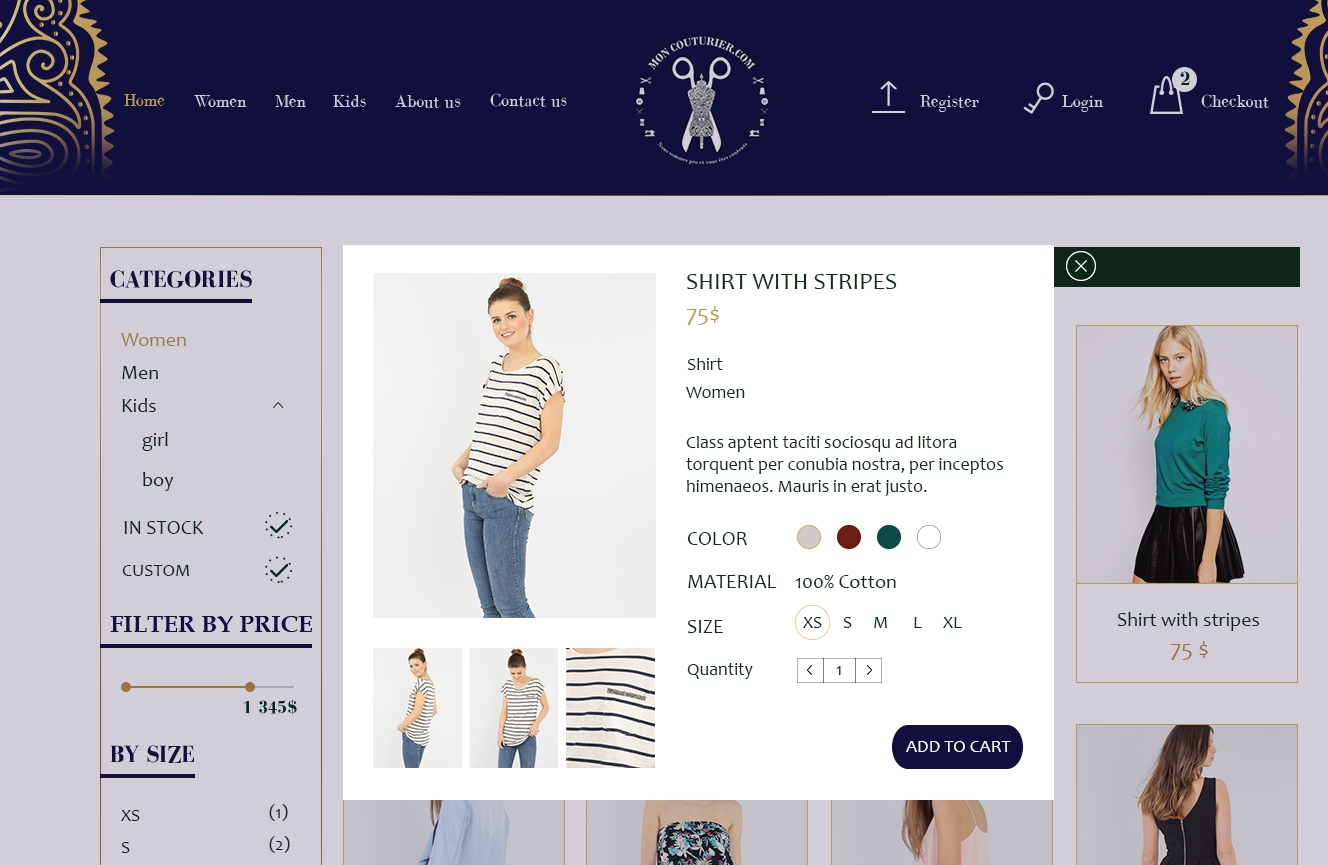 Home
Women
Men
Kids
About us
Contact us
MON COUTURIER.COM
Register
Login
2
Checkout
CATEGORIES
Women
Men
Kids
girl
boy
IN STOCK
CUSTOM
FILTER BY PRICE
1 345$
BY SIZE
XS (1)
S (2)
SHIRT WITH STRIPES
75$
Shirt
Women
Class aptent taciti sociosqu ad litora
torquent per conubia nostra, per inceptos
himenaeos. Mauris in erat justo.
COLOR
MATERIAL 100% Cotton
SIZE XS S M L XL
Quantity 1
ADD TO CART
Shirt with stripes
75 $